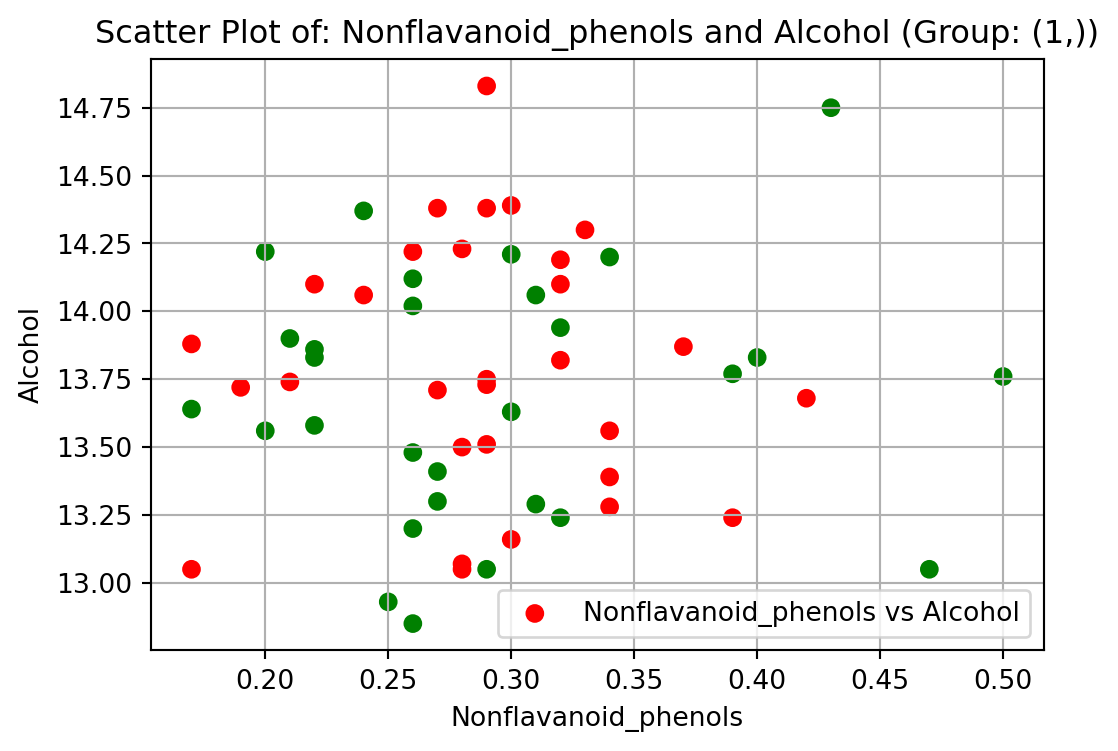 Scatter Plot of: Nonflavanoid_phenols and Alcohol (Group: (1,))
14.75
14.50
14.25
14.00
13.75
13.50
13.25
13.00
Alcohol
Nonflavanoid_phenols vs Alcohol
0.20 0.25 0.30 0.35 0.40 0.45 0.50
Nonflavanoid_phenols